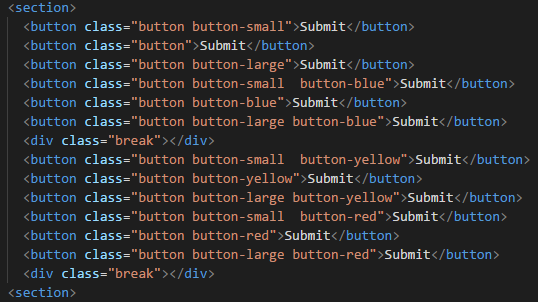 <section>
<button class="button button-small">Submit</button>
<button class="button">Submit</button>
<button class="button button-large">Submit</button>
<button class="button button-small  button-blue">Submit</button>
<button class="button button-blue">Submit</button>
<button class="button button-large button-blue">Submit</button>
<div class="break"></div>
<button class="button button-small  button-yellow">Submit</button>
<button class="button button-yellow">Submit</button>
<button class="button button-large button-yellow">Submit</button>
<button class="button button-small  button-red">Submit</button>
<button class="button button-red">Submit</button>
<button class="button button-large button-red">Submit</button>
<div class="break"></div>
<section>